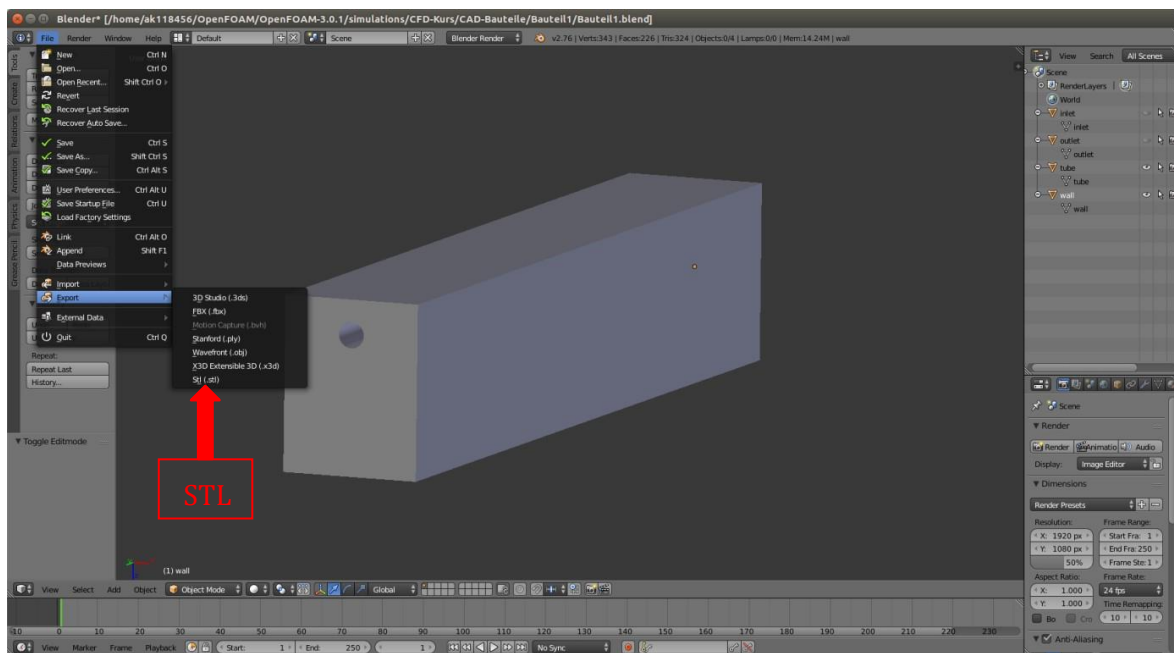 Blender* [/home/ak118456/OpenFOAM/OpenFOAM-3.0.1/simulations/CFD-Kurs/CAD-Bauteile/Bauteil1/Bauteil1.blend]
File Render Window Help Default Scene Blender Render v2.76 | Verts:343 | Faces:226 | Tris:324 | Objects:0/4 | Lamps:0/0 | Mem:14.24M | wall
New Ctrl N
Open... Ctrl O
Open Recent... Shift Ctrl O
Revert
Recover Last Session
Recover Auto Save...
Save Ctrl S
Save As... Shift Ctrl S
Save Copy... Ctrl Alt S
User Preferences... Ctrl Alt U
Save Startup File Ctrl U
Load Factory Settings
Link Ctrl Alt O
Append Shift F1
Data Previews
Import
Export
External Data
Quit Ctrl Q
3D Studio (.3ds)
FBX (.fbx)
Motion Capture (.bvh)
Stanford (.ply)
Wavefront (.obj)
X3D Extensible 3D (.x3d)
Stl (.stl)
STL
Tools
Create
Relations
Animation
Physics
Grease Pencil
Repeat:
Repeat Last
History...
Toggle Editmode
(1) wall
View Search All Scenes
Scene
RenderLayers
World
inlet
inlet
outlet
outlet
tube
tube
wall
wall
Scene
Render
Render Animatio Audio
Display: Image Editor
Dimensions
Render Presets
Resolution: Frame Range:
X: 1920 px Start Fra: 1
Y: 1080 px End Fra: 250
50% Frame Ste: 1
Aspect Ratio: Frame Rate:
X: 1.000 24 fps
Y: 1.000 Time Remapping:
Bo Cro 10 10
Anti-Aliasing
View Select Add Object Object Mode Global
-10 0 10 20 30 40 50 60 70 80 90 100 110 120 130 140 150 160 170 180 190 200 210 220 230
View Marker Frame Playback Start: 1 End: 250 1 No Sync